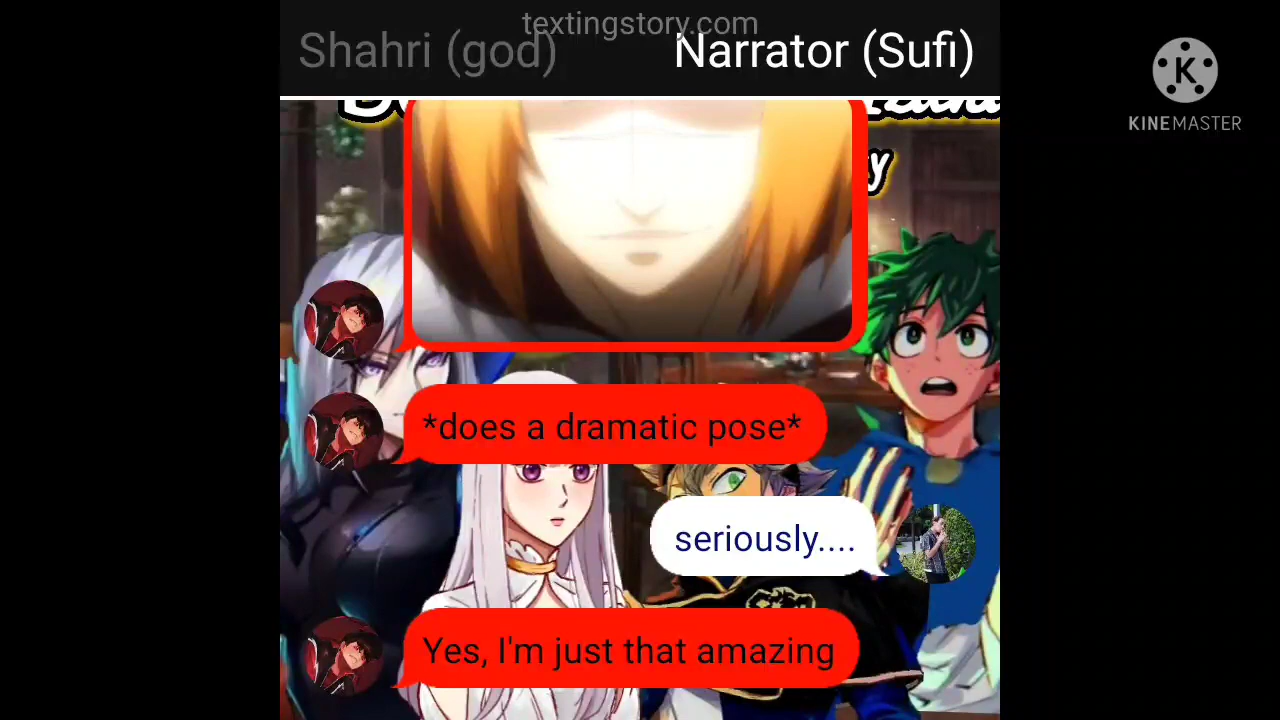 textingstory.com
Shahri (god)
Narrator (Sufi)
K
KINEMASTER
*does a dramatic pose*
seriously....
Yes, I'm just that amazing